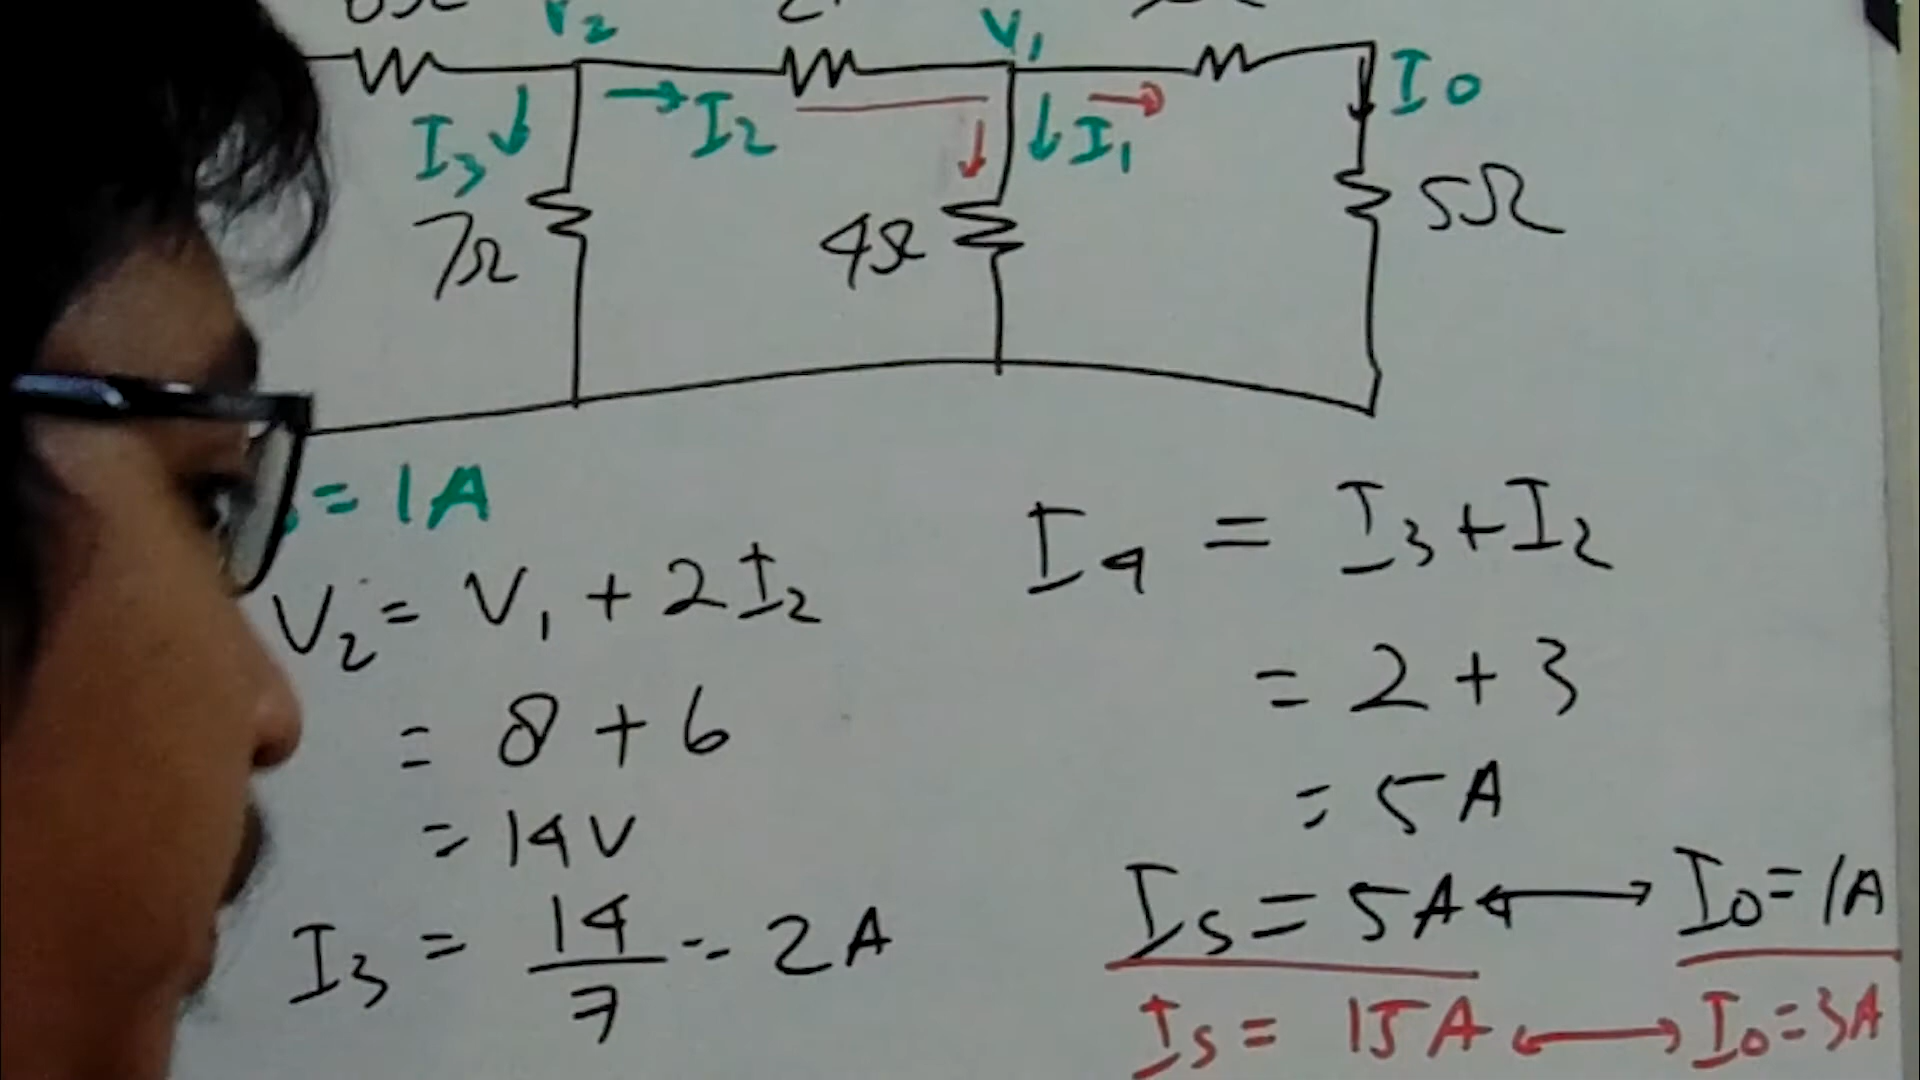 V₂ V₁
I₃ I₂ I₁ I₀
7Ω 4Ω 5Ω
= 1A
V₂ = V₁ + 2I₂
= 8 + 6
= 14V
I₃ = 14/7 = 2A
I₄ = I₃ + I₂
= 2 + 3
= 5A
Is = 5A ↔ I₀ = 1A
Is = 15A ↔ I₀ = 3A